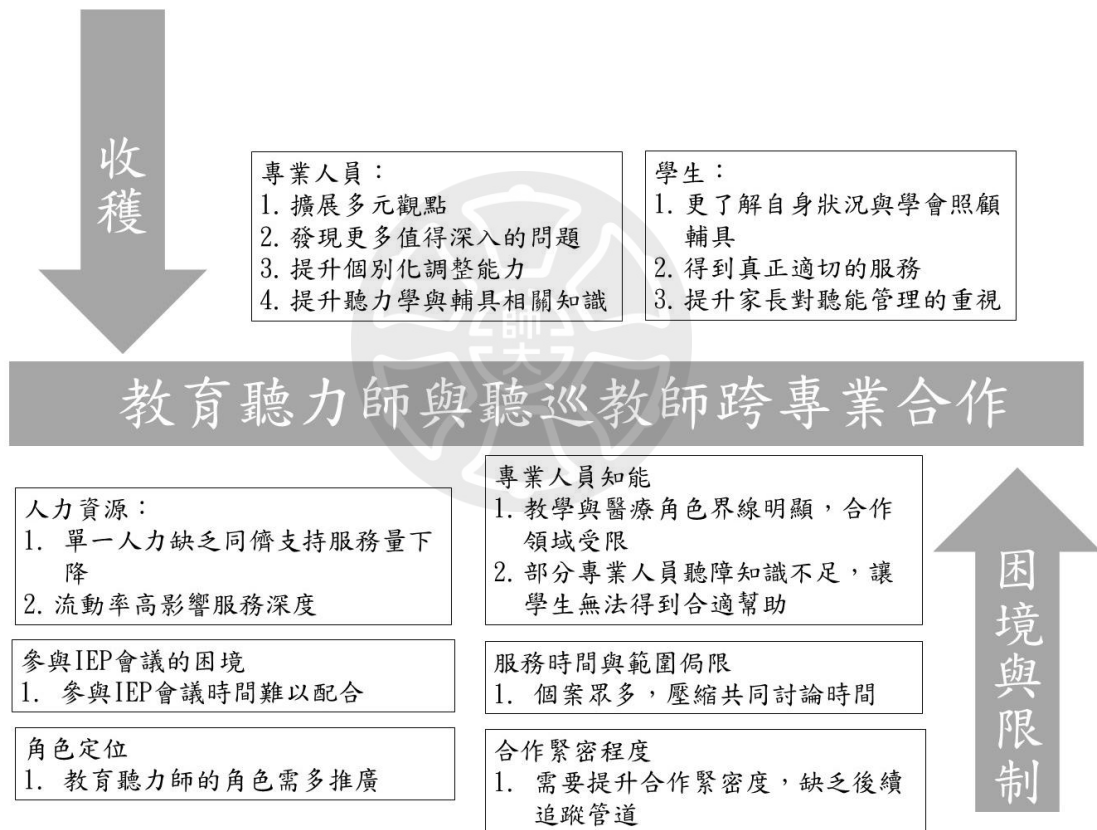 收穫
專業人員：
1. 擴展多元觀點
2. 發現更多值得深入的問題
3. 提升個別化調整能力
4. 提升聽力學與輔具相關知識
學生：
1. 更了解自身狀況與學會照顧
輔具
2. 得到真正適切的服務
3. 提升家長對聽能管理的重視
師大
教育聽力師與聽巡教師跨專業合作
人力資源：
1. 單一人力缺乏同儕支持服務量下
降
2. 流動率高影響服務深度
參與IEP會議的困境
1. 參與IEP會議時間難以配合
角色定位
1. 教育聽力師的角色需多推廣
專業人員知能
1. 教學與醫療角色界線明顯，合作
領域受限
2. 部分專業人員聽障知識不足，讓
學生無法得到合適幫助
服務時間與範圍侷限
1. 個案眾多，壓縮共同討論時間
合作緊密程度
1. 需要提升合作緊密度，缺乏後續
追蹤管道
困境與限制